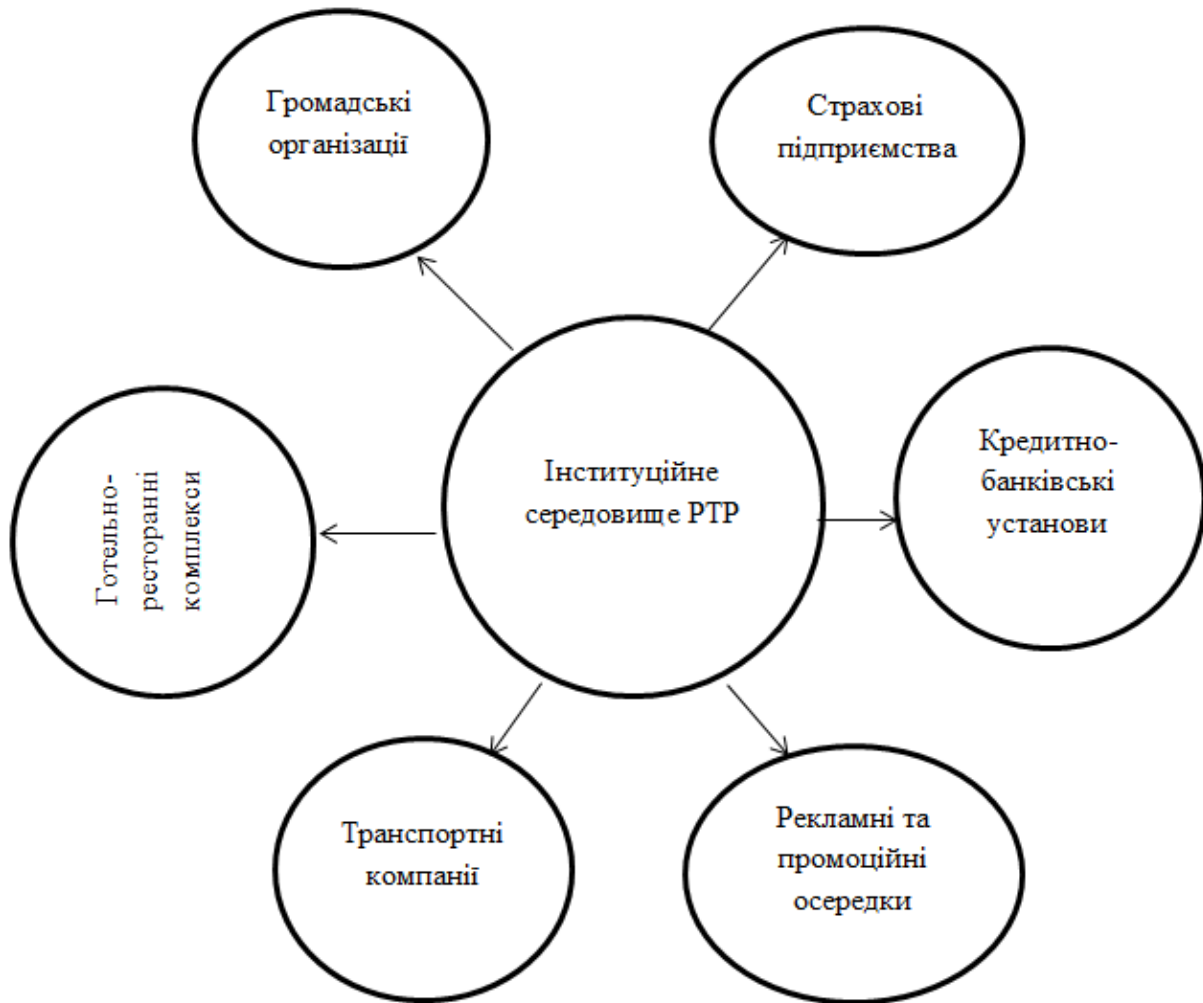 Громадські
організації
Страхові
підприємства
Інституційне
середовище РТР
Кредитно-
банківські
установи
Готельно-
ресторанні
комплекси
Транспортні
компанії
Рекламні та
промоційні
осередки